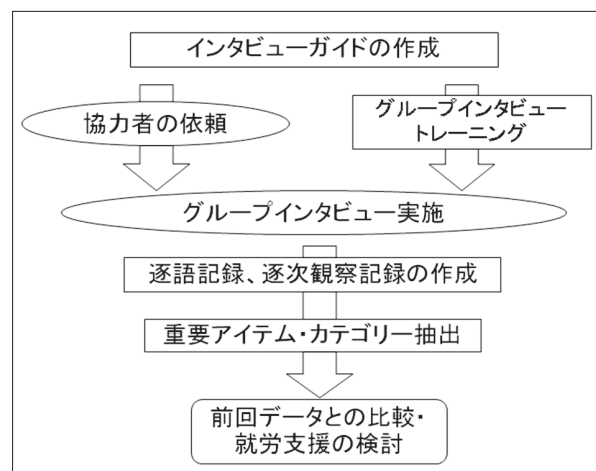 インタビューガイドの作成
協力者の依頼
グループインタビュー
トレーニング
グループインタビュー実施
逐語記録、逐次観察記録の作成
重要アイテム・カテゴリー抽出
前回データとの比較・
就労支援の検討